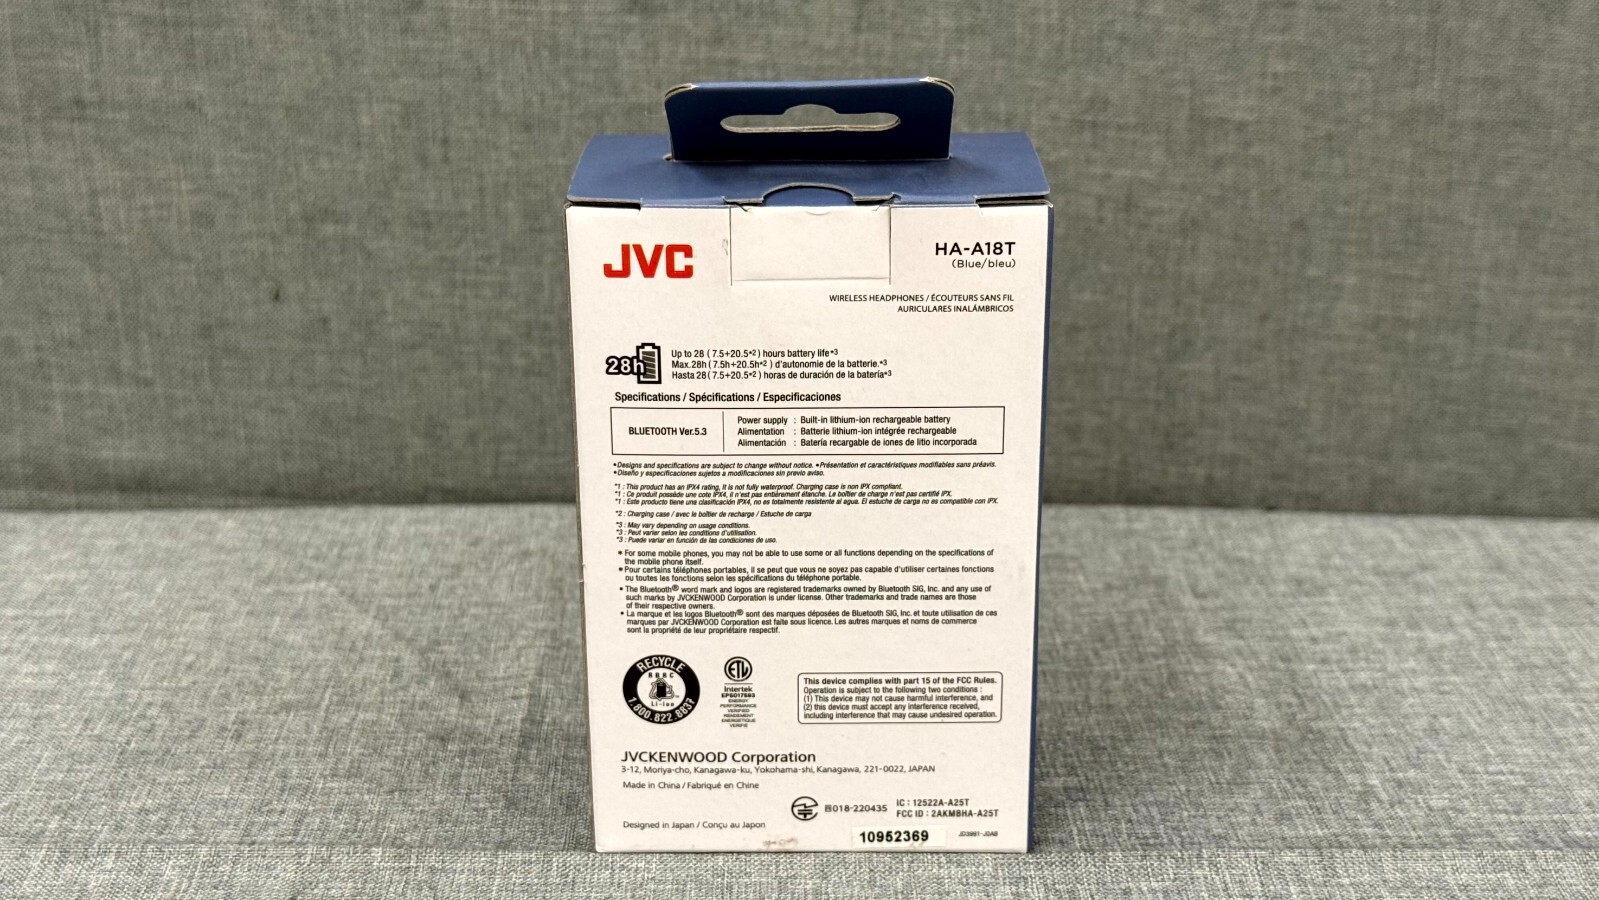 JVC
HA-A18T
(Blue/bleu)
WIRELESS HEADPHONES / ÉCOUTEURS SANS FIL
AURICULARES INALÁMBRICOS
28h
Up to 28 ( 7.5+20.5*2 ) hours battery life*3
Max.28h (7.5h+20.5h*2 ) d'autonomie de la batterie.*3
Hasta 28( 7.5+20.5*2 ) horas de duración de la batería*3
Specifications / Spécifications / Especificaciones
BLUETOOTH Ver.5.3
Power supply : Built-in lithium-ion rechargeable battery
Alimentation : Batterie lithium-ion intégrée rechargeable
Alimentación : Batería recargable de iones de litio incorporada
•Designs and specifications are subject to change without notice. •Présentation et caractéristiques modifiables sans préavis.
•Diseño y especificaciones sujetos a modificaciones sin previo aviso.
*1 : This product has an IPX4 rating, it is not fully waterproof. Charging case is non IPX compliant.
*1 : Ce produit possède une cote IPX4, il n'est pas entièrement étanche. Le boîtier de charge n'est pas certifié IPX.
*1 : Este producto tiene una clasificación IPX4, no es totalmente resistente al agua. El estuche de carga no es compatible con IPX.
*2 : Charging case / avec le boîtier de recharge / Estuche de carga
*3 : May vary depending on usage conditions.
*3 : Peut varier selon les conditions d'utilisation.
*3 : Puede variar en función de las condiciones de uso.
• For some mobile phones, you may not be able to use some or all functions depending on the specifications of
the mobile phone itself.
• Pour certains téléphones portables, il se peut que vous ne soyez pas capable d'utiliser certaines fonctions
ou toutes les fonctions selon les spécifications du téléphone portable.
• The Bluetooth® word mark and logos are registered trademarks owned by Bluetooth SIG, Inc. and any use of
such marks by JVCKENWOOD Corporation is under license. Other trademarks and trade names are those
of their respective owners.
• La marque et les logos Bluetooth® sont des marques déposées de Bluetooth SIG, Inc. et toute utilisation de ces
marques par JVCKENWOOD Corporation est faite sous licence. Les autres marques et noms de commerce
sont la propriété de leur propriétaire respectif.
RECYCLE
RBRC
Li-ion
1.800.822.8837
ETL
Intertek
EPS017683
ENERGY
PERFORMANCE
VERIFIED
RENDEMENT
ENERGETIQUE
VERIFIE
This device complies with part 15 of the FCC Rules.
Operation is subject to the following two conditions :
(1) This device may not cause harmful interference, and
(2) this device must accept any interference received,
including interference that may cause undesired operation.
JVCKENWOOD Corporation
3-12, Moriya-cho, Kanagawa-ku, Yokohama-shi, Kanagawa, 221-0022, JAPAN
Made in China / Fabriqué en Chine
018-220435
IC : 12522A-A25T
FCC ID : 2AKMBHA-A25T
Designed in Japan / Conçu au Japon
10952369